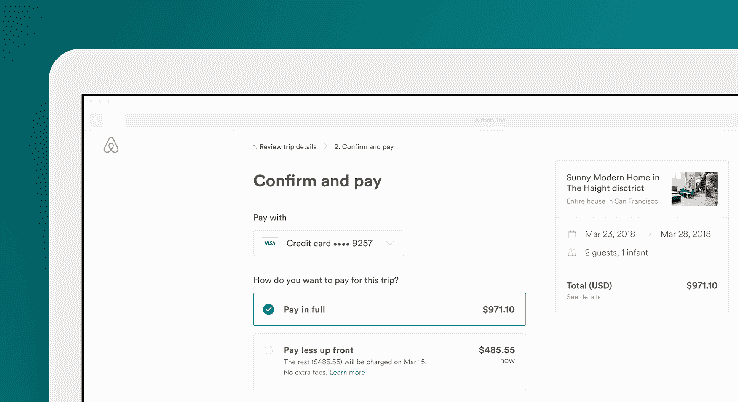 1. Review trip details
2. Confirm and pay
Confirm and pay
Pay with
VISA Credit card •••• 9257
How do you want to pay for this trip?
Pay in full $971.10
Pay less up front $485.55
The rest ($485.55) will be charged on Mar 15. now
No extra fees. Learn more
Sunny Modern Home in
The Haight disctrict
Entire house in San Francisco
Mar 23, 2018 Mar 28, 2018
guests, 1 infant
Total (USD) $971.10
See details